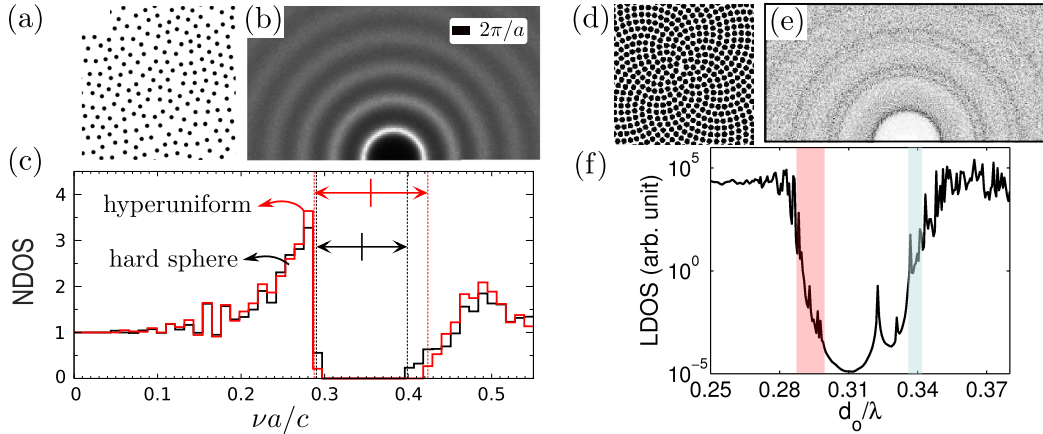 (a)
(b)
2π/a
(c)
NDOS
4
3
2
1
0
hyperuniform
hard sphere
0
0.1
0.2
0.3
0.4
0.5
νa/c
(d)
(e)
(f)
LDOS (arb. unit)
10^5
10^0
10^-5
0.25
0.28
0.31
0.34
0.37
d_o/λ